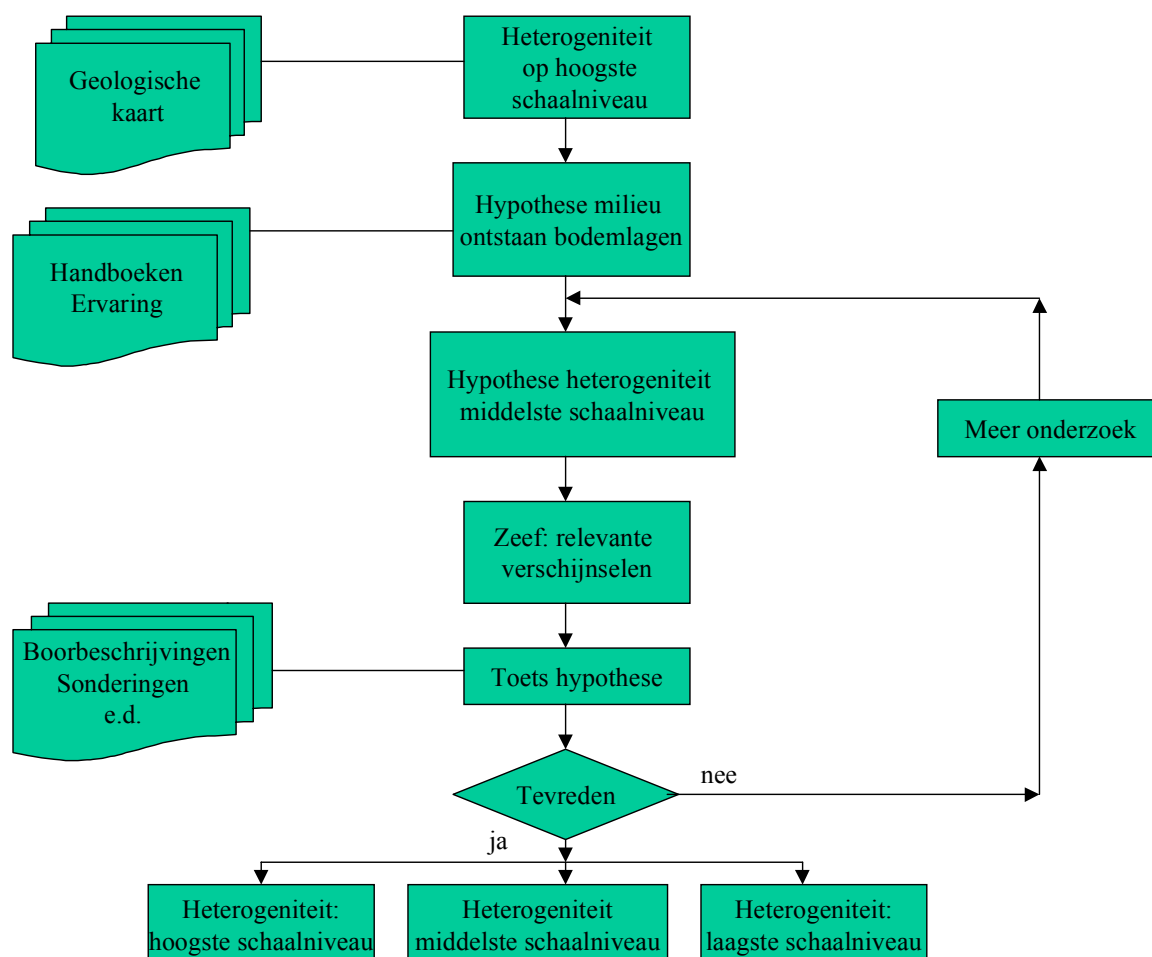 Geologische
kaart
Heterogeniteit
op hoogste
schaalniveau
Handboeken
Ervaring
Hypothese milieu
ontstaan bodemlagen
Hypothese heterogeniteit
middelste schaalniveau
Meer onderzoek
Zeef: relevante
verschijnselen
Boorbeschrijvingen
Sonderingen
e.d.
Toets hypothese
Tevreden
nee
ja
Heterogeniteit:
hoogste schaalniveau
Heterogeniteit
middelste schaalniveau
Heterogeniteit:
laagste schaalniveau